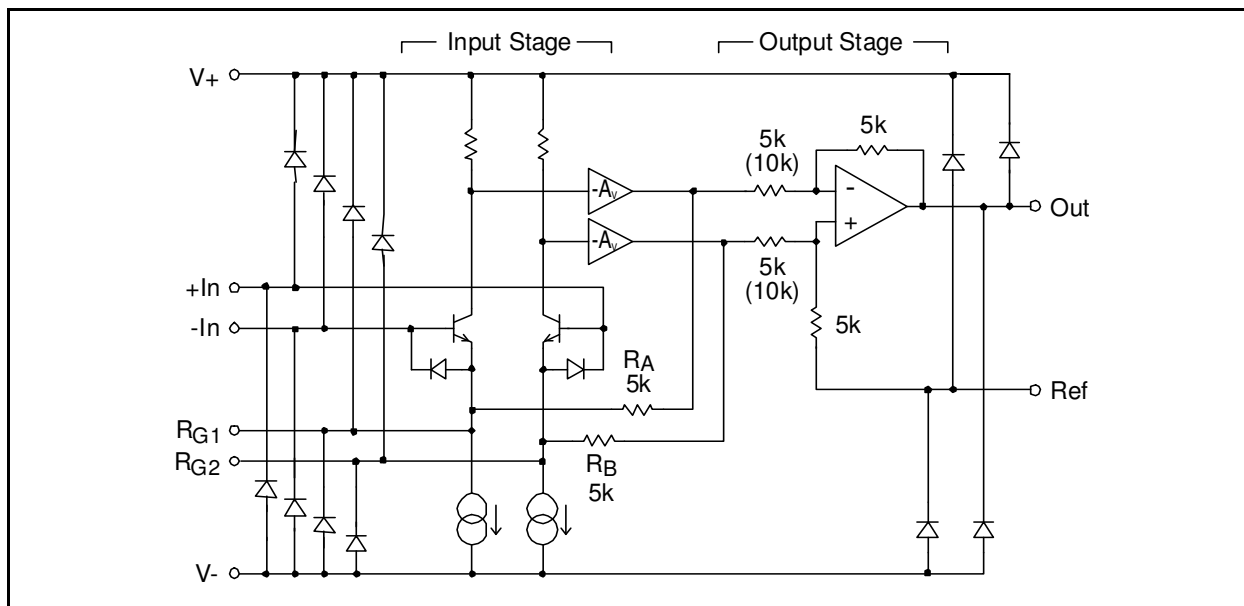 Input Stage
Output Stage
V+
5k
5k
(10k)
-Av
-
Out
-Av
+
5k
(10k)
+In
-In
5k
RA
5k
Ref
RG1
RG2
RB
5k
V-